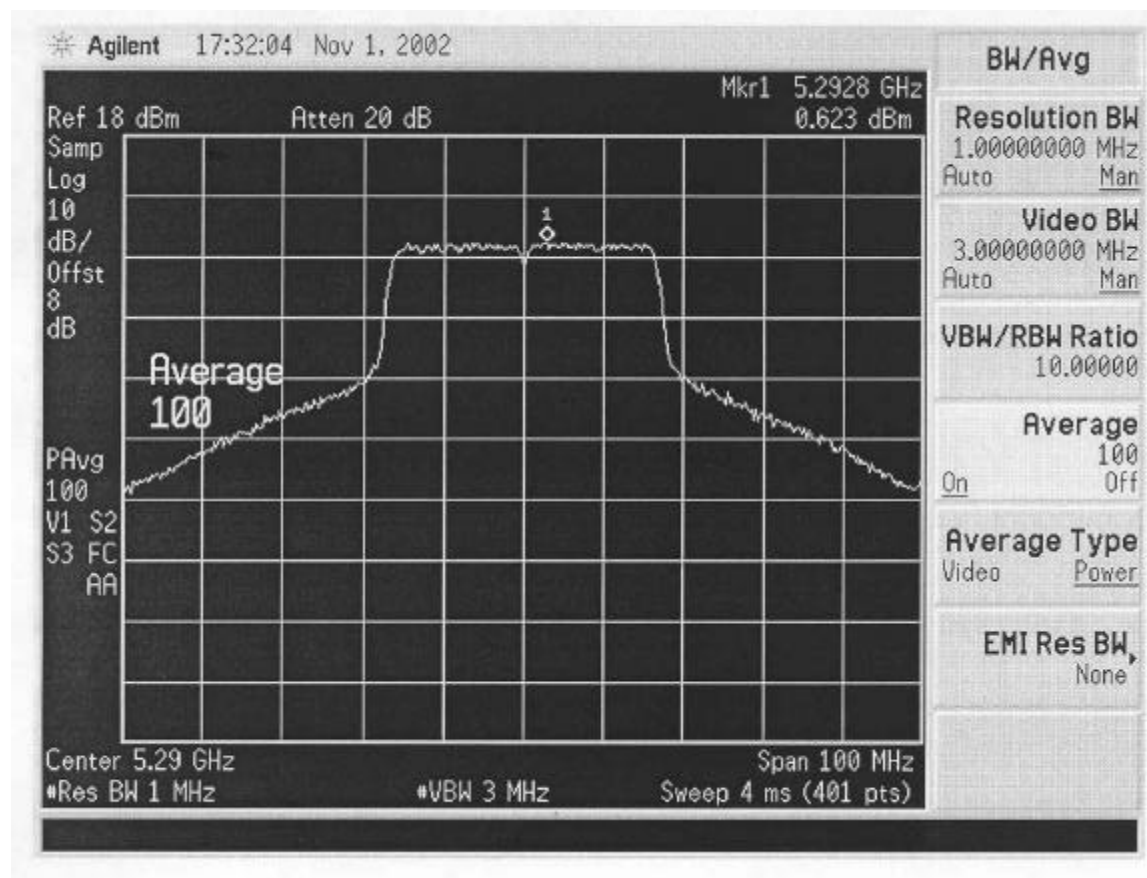 Agilent 17:32:04 Nov 1, 2002
Mkr1 5.2928 GHz
Ref 18 dBm Atten 20 dB 0.623 dBm
Samp
Log
10
dB/
Offst
8
dB
1
Average
100
PAvg
100
V1 S2
S3 FC
AA
Center 5.29 GHz Span 100 MHz
#Res BW 1 MHz #VBW 3 MHz Sweep 4 ms (401 pts)
BW/Avg
Resolution BW
1.00000000 MHz
Auto Man
Video BW
3.00000000 MHz
Auto Man
VBW/RBW Ratio
10.00000
Average
100
On Off
Average Type
Video Power
EMI Res BW
None